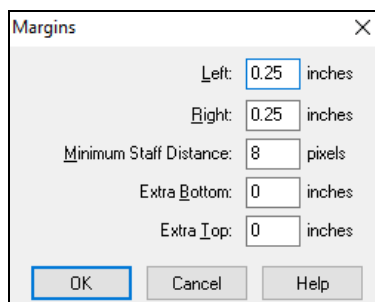 Margins
Left: 0.25 inches
Right: 0.25 inches
Minimum Staff Distance: 8 pixels
Extra Bottom: 0 inches
Extra Top: 0 inches
OK Cancel Help